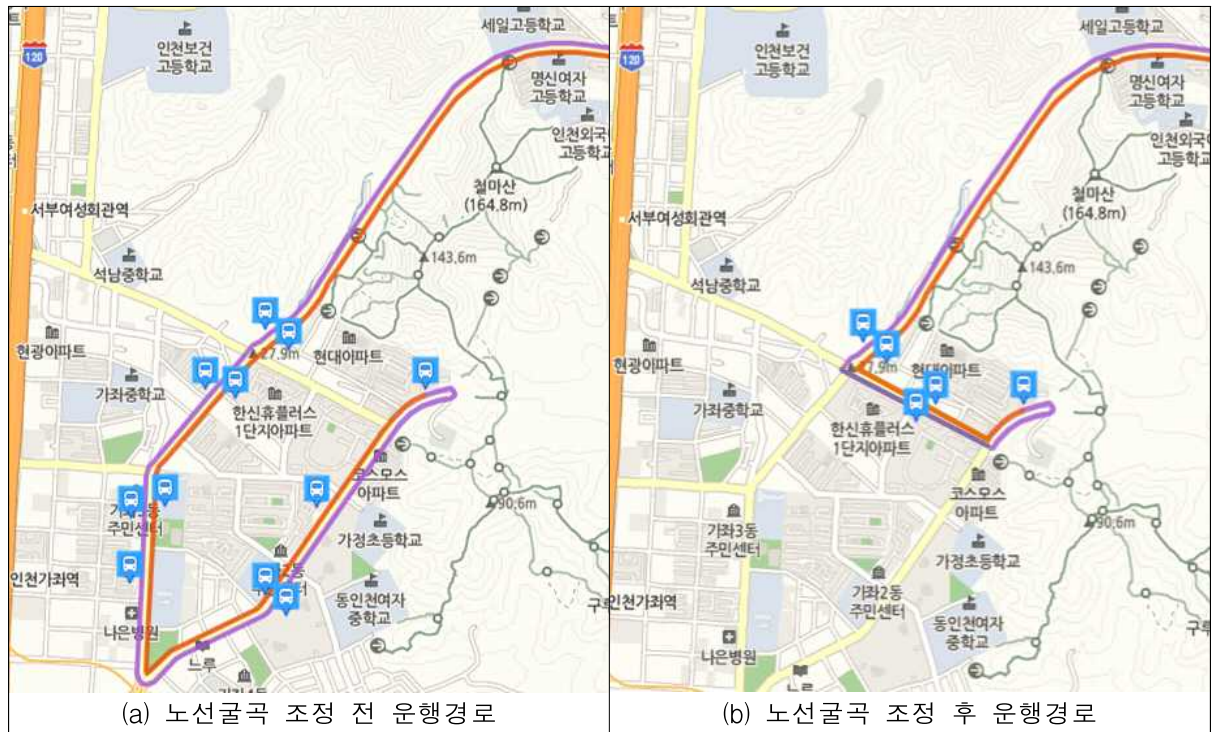 세일고등학교
인천보건
고등학교
120
명신여자
고등학교
인천외국
고등학교
철마산
(164.8m)
서부여성회관역
143.6m
석남중학교
27.9m
현대아파트
현광아파트
가좌중학교
한신휴플러스
1단지아파트
코스모스
아파트
90.6m
주민센터
가정초등학교
인천가좌역
동인천여자
중학교
나은병원
느루
가좌4동
(a) 노선굴곡 조정 전 운행경로
세일고등학교
인천보건
고등학교
120
명신여자
고등학교
인천외국어
고등학교
철마산
(164.8m)
서부여성회관역
143.6m
석남중학교
7.9m
현대아파트
현광아파트
가좌중학교
한신휴플러스
1단지아파트
코스모스
아파트
90.6m
가좌3동
주민센터
가정초등학교
가좌2동
주민센터
인천가좌역
동인천여자
중학교
나은병원
느루
(b) 노선굴곡 조정 후 운행경로